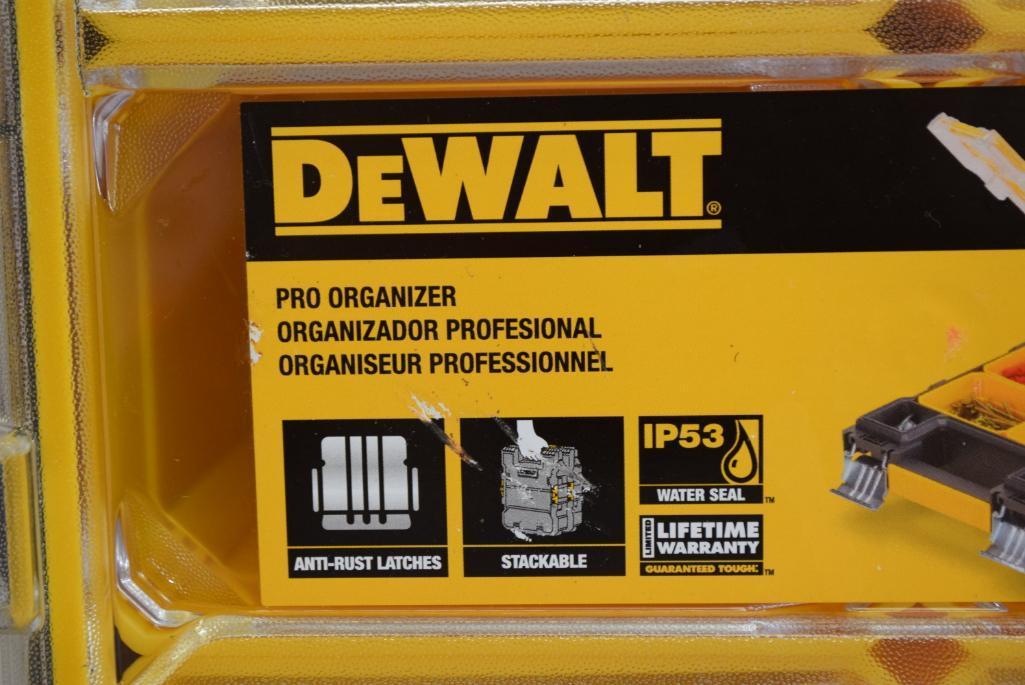 DEWALT®
PRO ORGANIZER
ORGANIZADOR PROFESIONAL
ORGANISEUR PROFESSIONNEL
ANTI-RUST LATCHES
STACKABLE
IP53
WATER SEAL™
LIMITED
LIFETIME
WARRANTY
GUARANTEED TOUGH.™